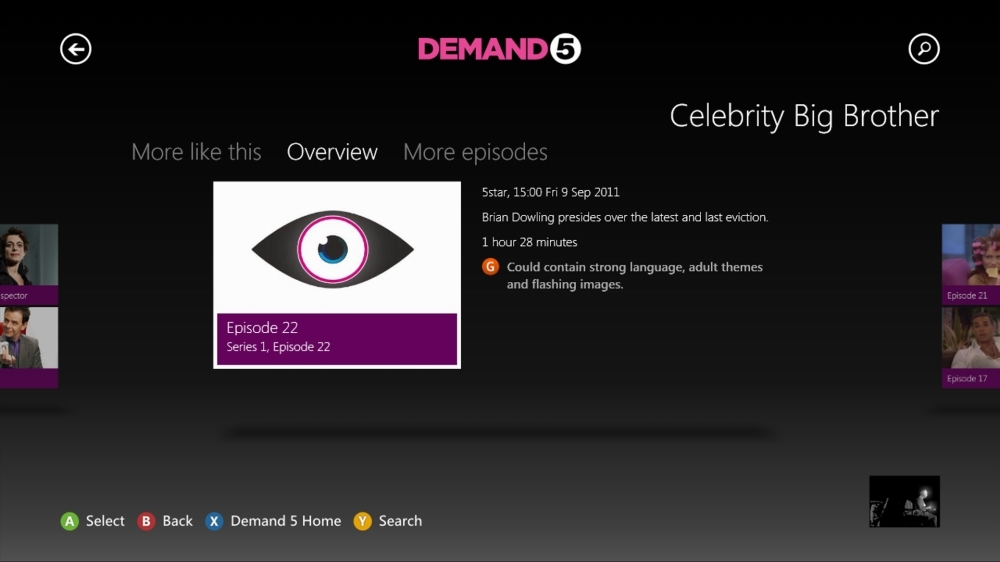 DEMAND 5
Celebrity Big Brother
More like this
Overview
More episodes
5star, 15:00 Fri 9 Sep 2011
Brian Dowling presides over the latest and last eviction.
1 hour 28 minutes
G Could contain strong language, adult themes
and flashing images.
Episode 22
Series 1, Episode 22
spector
Episode 21
Episode 17
A Select
B Back
X Demand 5 Home
Y Search